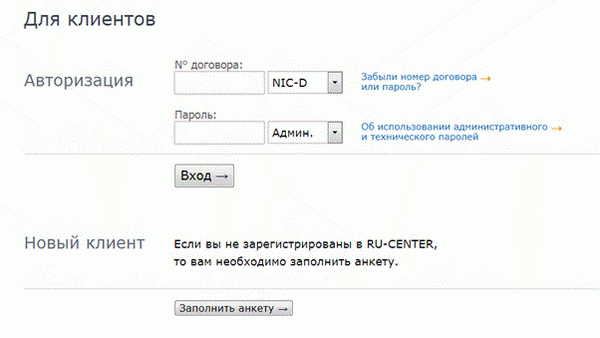 Для клиентов
Авторизация
N° договора:
NIC-D
Забыли номер договора →
или пароль?
Пароль:
Админ.
Об использовании административного →
и технического паролей
Вход →
Новый клиент
Если вы не зарегистрированы в RU-CENTER,
то вам необходимо заполнить анкету.
Заполнить анкету →